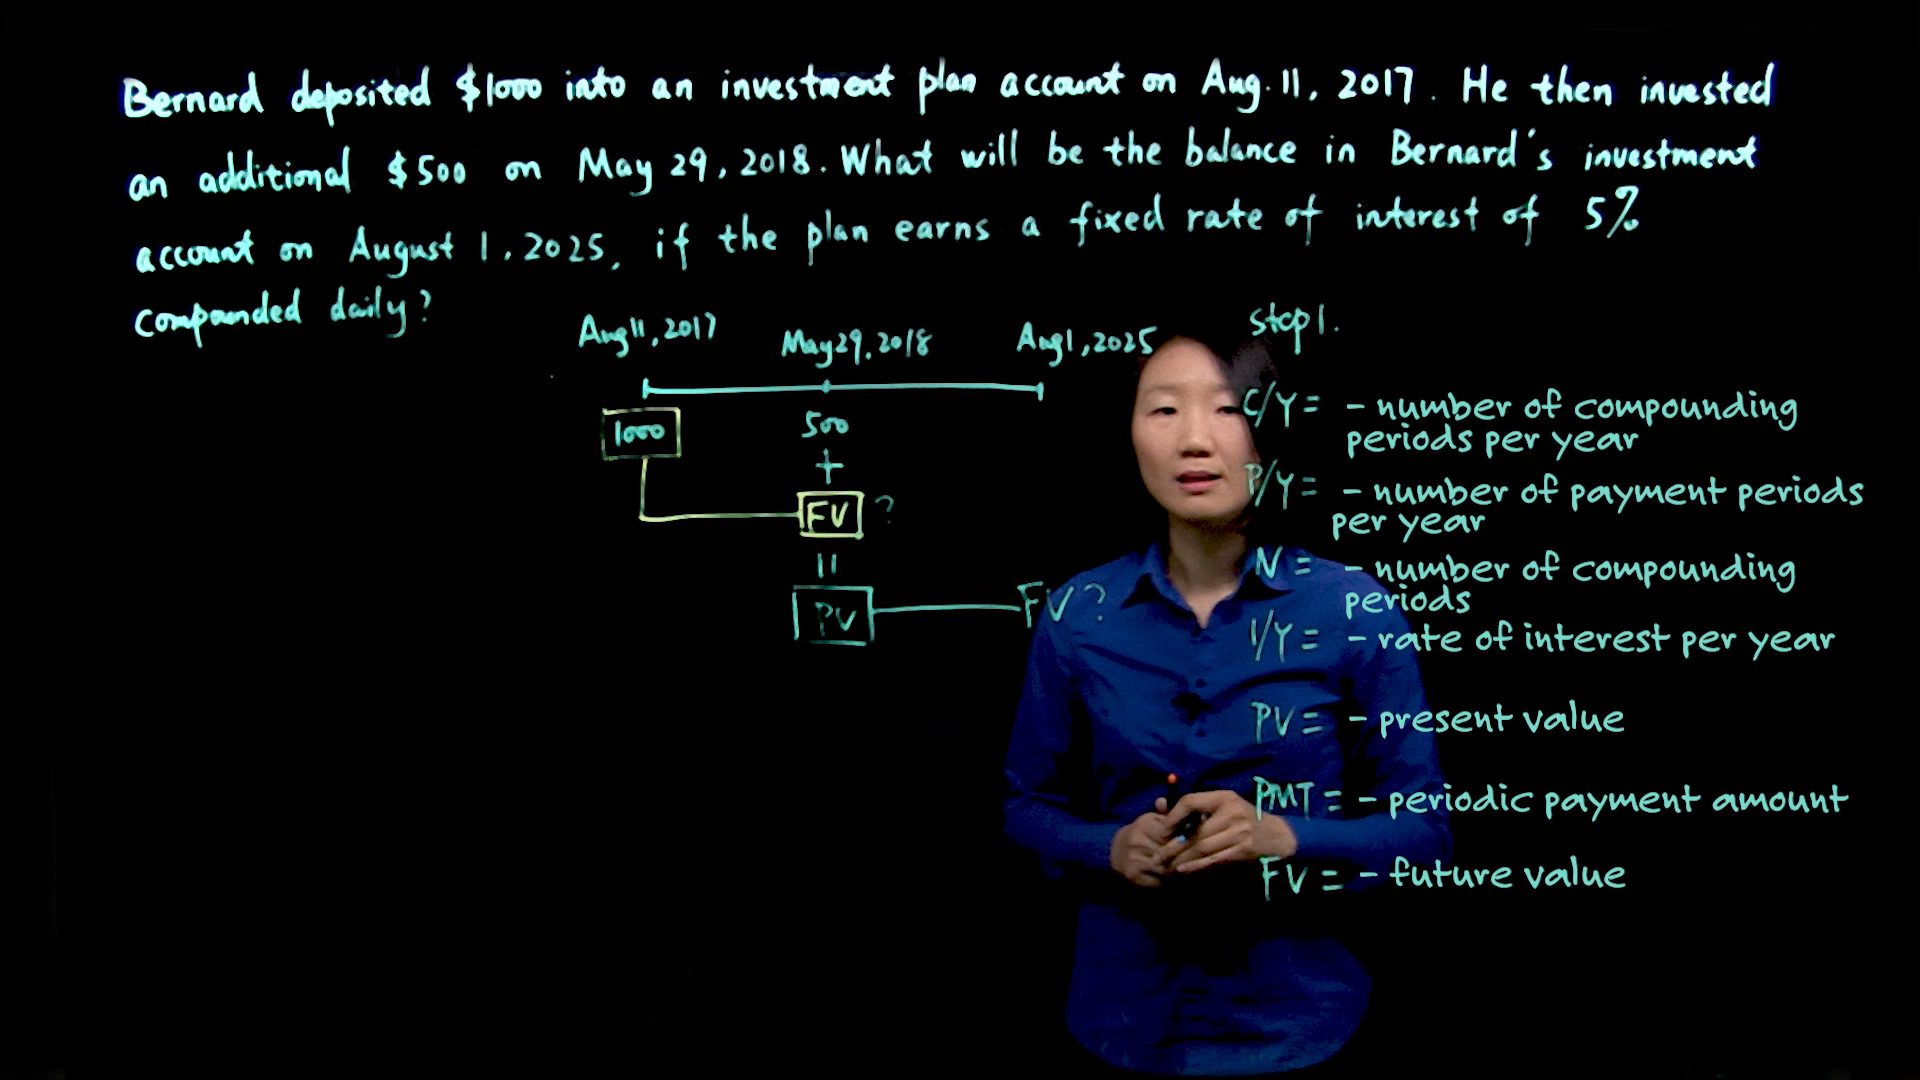 Bernard deposited $1000 into an investment plan account on Aug. 11, 2017. He then invested
an additional $500 on May 29, 2018. What will be the balance in Bernard's investment
account on August 1, 2025, if the plan earns a fixed rate of interest of 5%
compounded daily?
Aug 11, 2017
May 29, 2018
Aug 1, 2025
1000
500
+
FV ?
=
PV
FV ?
Step 1.
C/Y = - number of compounding
periods per year
P/Y = - number of payment periods
per year
N = - number of compounding
periods
I/Y = - rate of interest per year
PV = - present value
PMT = - periodic payment amount
FV = - future value